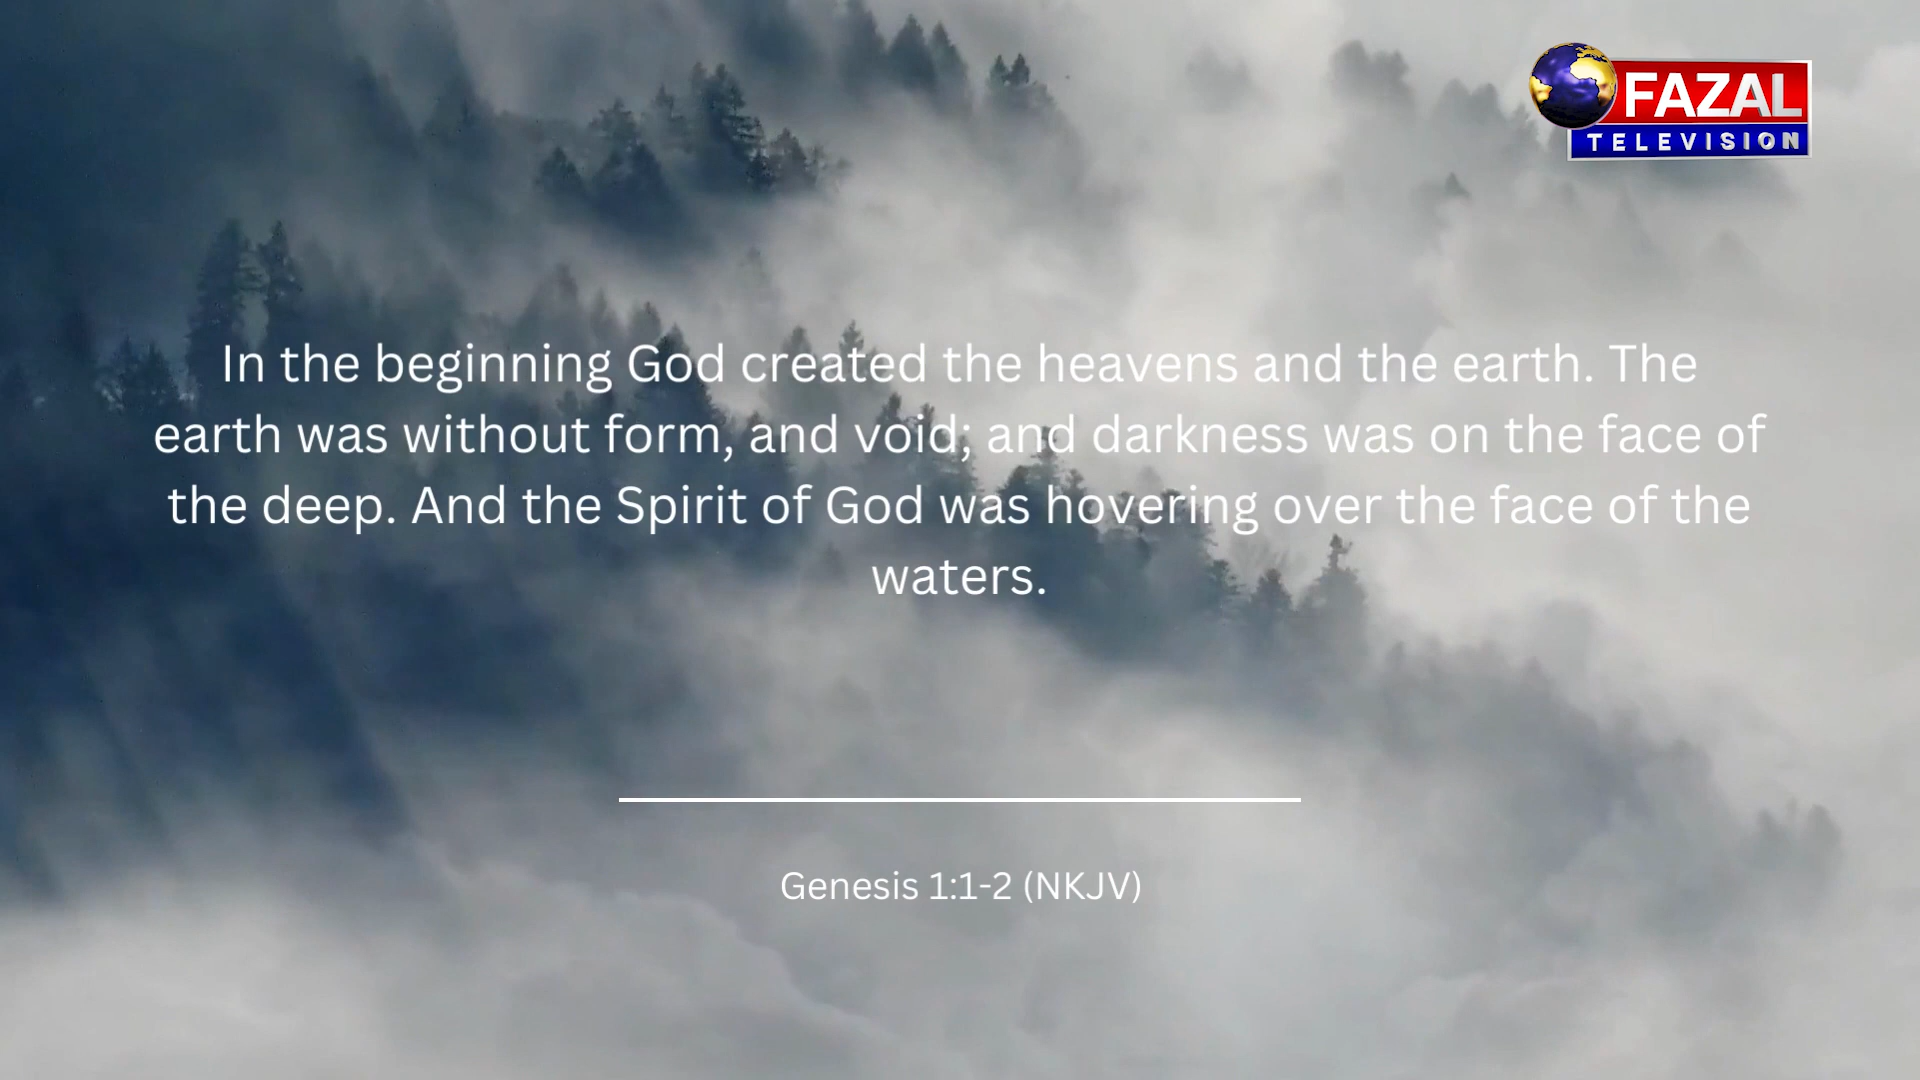 FAZAL
TELEVISION
In the beginning God created the heavens and the earth. The
earth was without form, and void; and darkness was on the face of
the deep. And the Spirit of God was hovering over the face of the
waters.
Genesis 1:1-2 (NKJV)